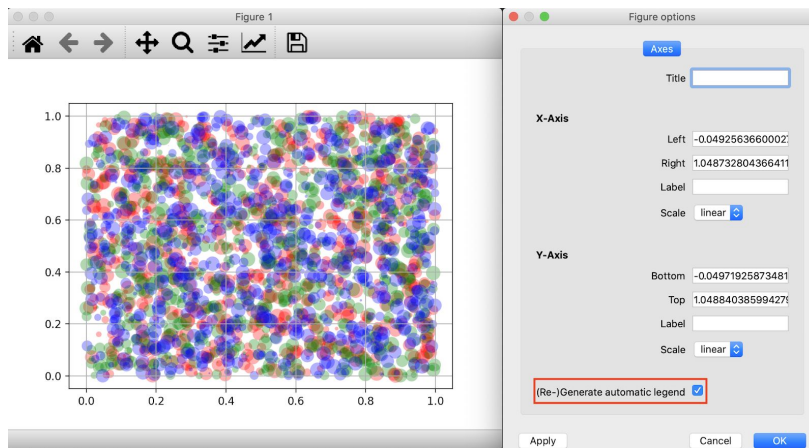 Figure 1
1.0
0.8
0.6
0.4
0.2
0.0
0.0 0.2 0.4 0.6 0.8 1.0
Figure options
Axes
Title
X-Axis
Left -0.0492563660002
Right 1.048732804366411
Label
Scale linear
Y-Axis
Bottom -0.04971925873481
Top 1.04884038599427
Label
Scale linear
(Re-)Generate automatic legend
Apply Cancel OK